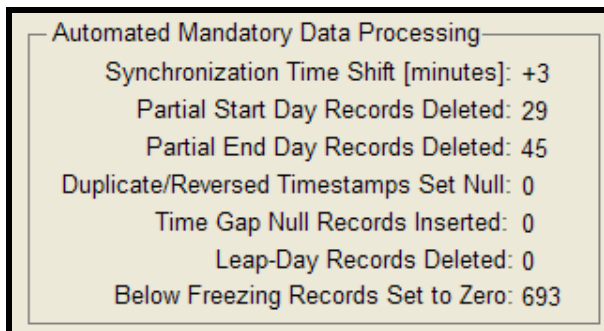 Automated Mandatory Data Processing
Synchronization Time Shift [minutes]: +3
Partial Start Day Records Deleted: 29
Partial End Day Records Deleted: 45
Duplicate/Reversed Timestamps Set Null: 0
Time Gap Null Records Inserted: 0
Leap-Day Records Deleted: 0
Below Freezing Records Set to Zero: 693